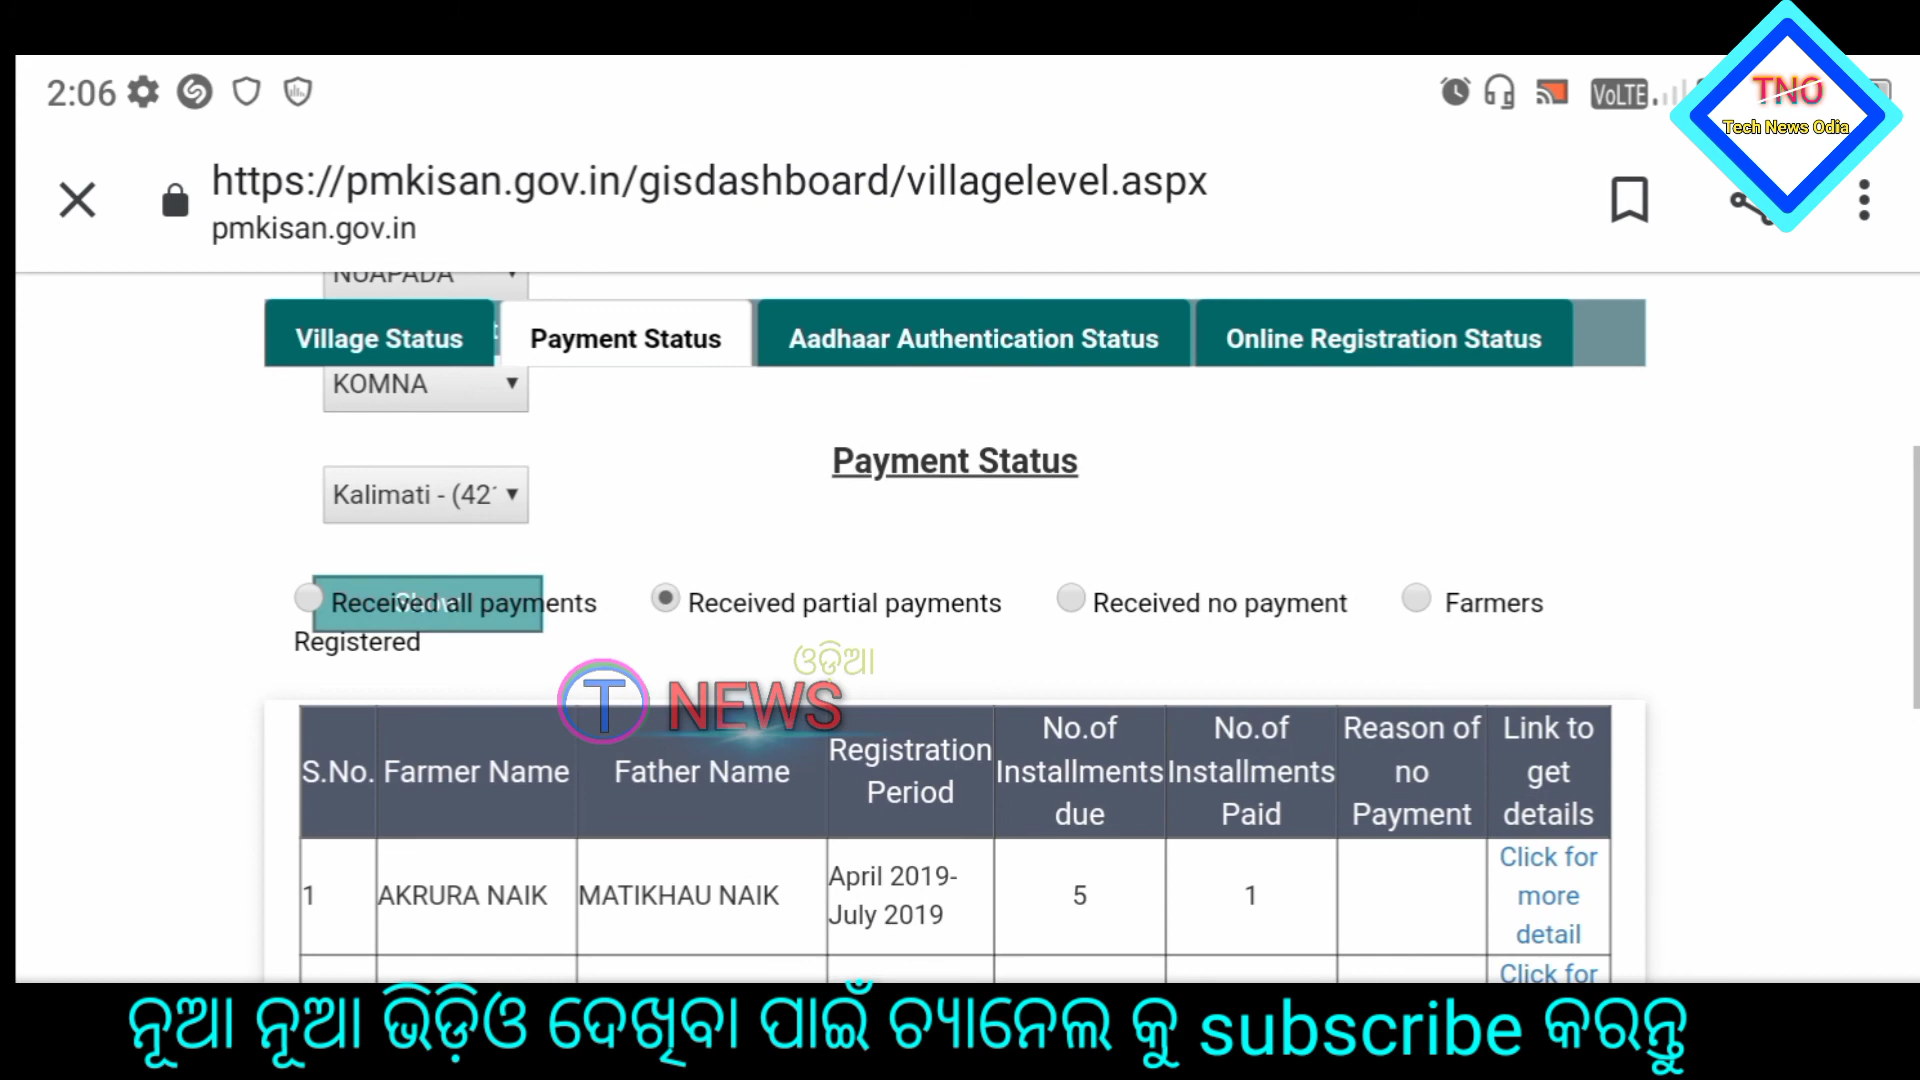 2:06
VoLTE
TNO
Tech News Odia
https://pmkisan.gov.in/gisdashboard/villagelevel.aspx
pmkisan.gov.in
NUAPADA
Village Status
Payment Status
Aadhaar Authentication Status
Online Registration Status
KOMNA
Payment Status
Kalimati - (42
Received all payments
Received partial payments
Received no payment
Farmers
Registered
ଓଡ଼ିଆ
T NEWS
S.No. Farmer Name Father Name Registration Period No.of Installments due No.of Installments Paid Reason of no Payment Link to get details
1 AKRURA NAIK MATIKHAU NAIK April 2019- July 2019 5 1 Click for more detail
Click for
ନୂଆ ନୂଆ ଭିଡ଼ିଓ ଦେଖିବା ପାଇଁ ଚ୍ୟାନେଲ କୁ subscribe କରନ୍ତୁ